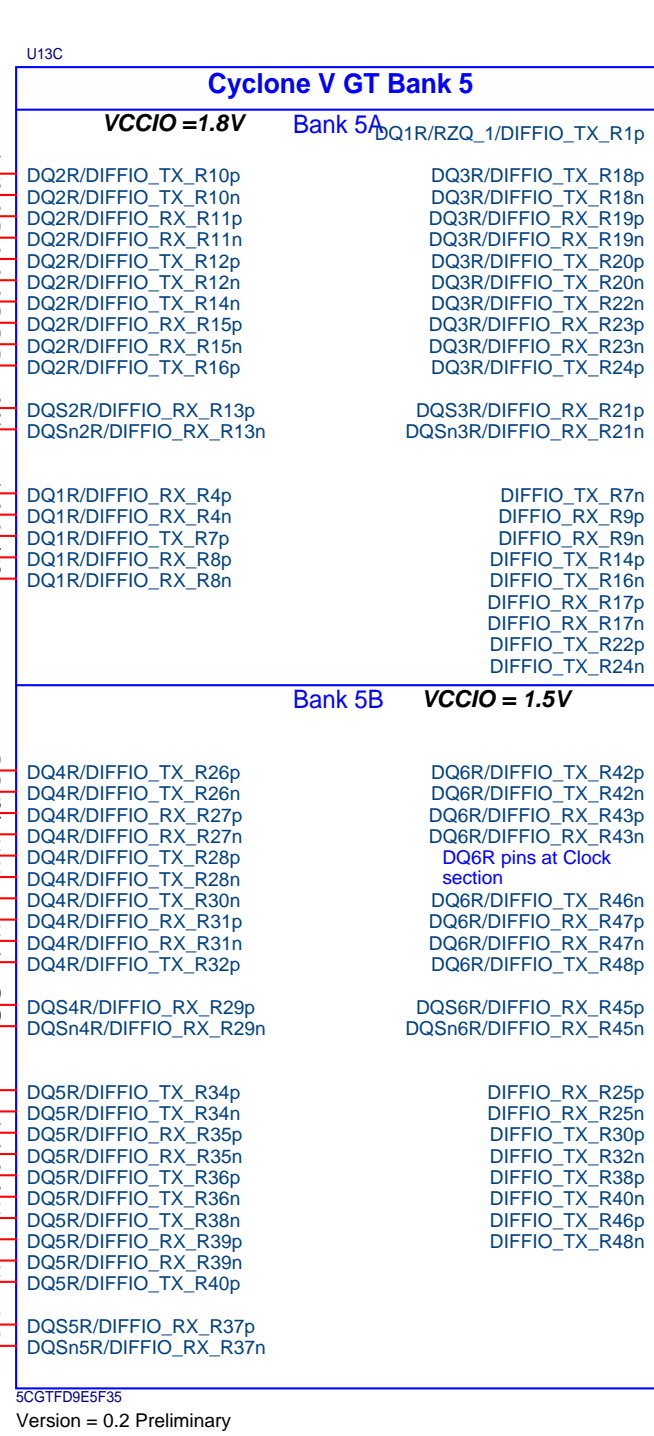 U13C
Cyclone V GT Bank 5
VCCIO =1.8V Bank 5A DQ1R/RZQ_1/DIFFIO_TX_R1p
DQ2R/DIFFIO_TX_R10p DQ3R/DIFFIO_TX_R18p
DQ2R/DIFFIO_TX_R10n DQ3R/DIFFIO_TX_R18n
DQ2R/DIFFIO_RX_R11p DQ3R/DIFFIO_RX_R19p
DQ2R/DIFFIO_RX_R11n DQ3R/DIFFIO_RX_R19n
DQ2R/DIFFIO_TX_R12p DQ3R/DIFFIO_TX_R20p
DQ2R/DIFFIO_TX_R12n DQ3R/DIFFIO_TX_R20n
DQ2R/DIFFIO_TX_R14n DQ3R/DIFFIO_TX_R22n
DQ2R/DIFFIO_RX_R15p DQ3R/DIFFIO_RX_R23p
DQ2R/DIFFIO_RX_R15n DQ3R/DIFFIO_RX_R23n
DQ2R/DIFFIO_TX_R16p DQ3R/DIFFIO_TX_R24p
DQS2R/DIFFIO_RX_R13p DQS3R/DIFFIO_RX_R21p
DQSn2R/DIFFIO_RX_R13n DQSn3R/DIFFIO_RX_R21n
DQ1R/DIFFIO_RX_R4p DIFFIO_TX_R7n
DQ1R/DIFFIO_RX_R4n DIFFIO_RX_R9p
DQ1R/DIFFIO_TX_R7p DIFFIO_RX_R9n
DQ1R/DIFFIO_RX_R8p DIFFIO_TX_R14p
DQ1R/DIFFIO_RX_R8n DIFFIO_TX_R16n
DIFFIO_RX_R17p
DIFFIO_RX_R17n
DIFFIO_TX_R22p
DIFFIO_TX_R24n
Bank 5B VCCIO = 1.5V
DQ4R/DIFFIO_TX_R26p DQ6R/DIFFIO_TX_R42p
DQ4R/DIFFIO_TX_R26n DQ6R/DIFFIO_TX_R42n
DQ4R/DIFFIO_RX_R27p DQ6R/DIFFIO_RX_R43p
DQ4R/DIFFIO_RX_R27n DQ6R/DIFFIO_RX_R43n
DQ4R/DIFFIO_TX_R28p DQ6R pins at Clock
DQ4R/DIFFIO_TX_R28n section
DQ4R/DIFFIO_TX_R30n DQ6R/DIFFIO_TX_R46n
DQ4R/DIFFIO_RX_R31p DQ6R/DIFFIO_RX_R47p
DQ4R/DIFFIO_RX_R31n DQ6R/DIFFIO_RX_R47n
DQ4R/DIFFIO_TX_R32p DQ6R/DIFFIO_TX_R48p
DQS4R/DIFFIO_RX_R29p DQS6R/DIFFIO_RX_R45p
DQSn4R/DIFFIO_RX_R29n DQSn6R/DIFFIO_RX_R45n
DQ5R/DIFFIO_TX_R34p DIFFIO_RX_R25p
DQ5R/DIFFIO_TX_R34n DIFFIO_RX_R25n
DQ5R/DIFFIO_RX_R35p DIFFIO_TX_R30p
DQ5R/DIFFIO_RX_R35n DIFFIO_TX_R32n
DQ5R/DIFFIO_TX_R36p DIFFIO_TX_R38p
DQ5R/DIFFIO_TX_R36n DIFFIO_TX_R40n
DQ5R/DIFFIO_TX_R38n DIFFIO_TX_R46p
DQ5R/DIFFIO_RX_R39p DIFFIO_TX_R48n
DQ5R/DIFFIO_RX_R39n
DQ5R/DIFFIO_TX_R40p
DQS5R/DIFFIO_RX_R37p
DQSn5R/DIFFIO_RX_R37n
5CGTFD9E5F35
Version = 0.2 Preliminary